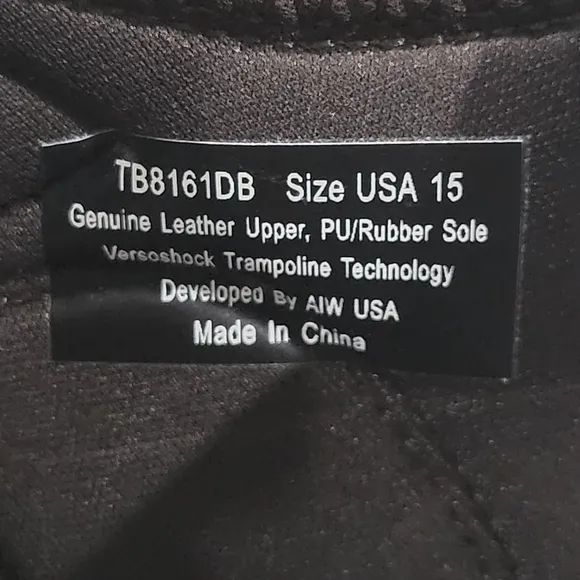 TB8161DB Size USA 15
Genuine Leather Upper, PU/Rubber Sole
Versoshock Trampoline Technology
Developed By AIW USA
Made In China